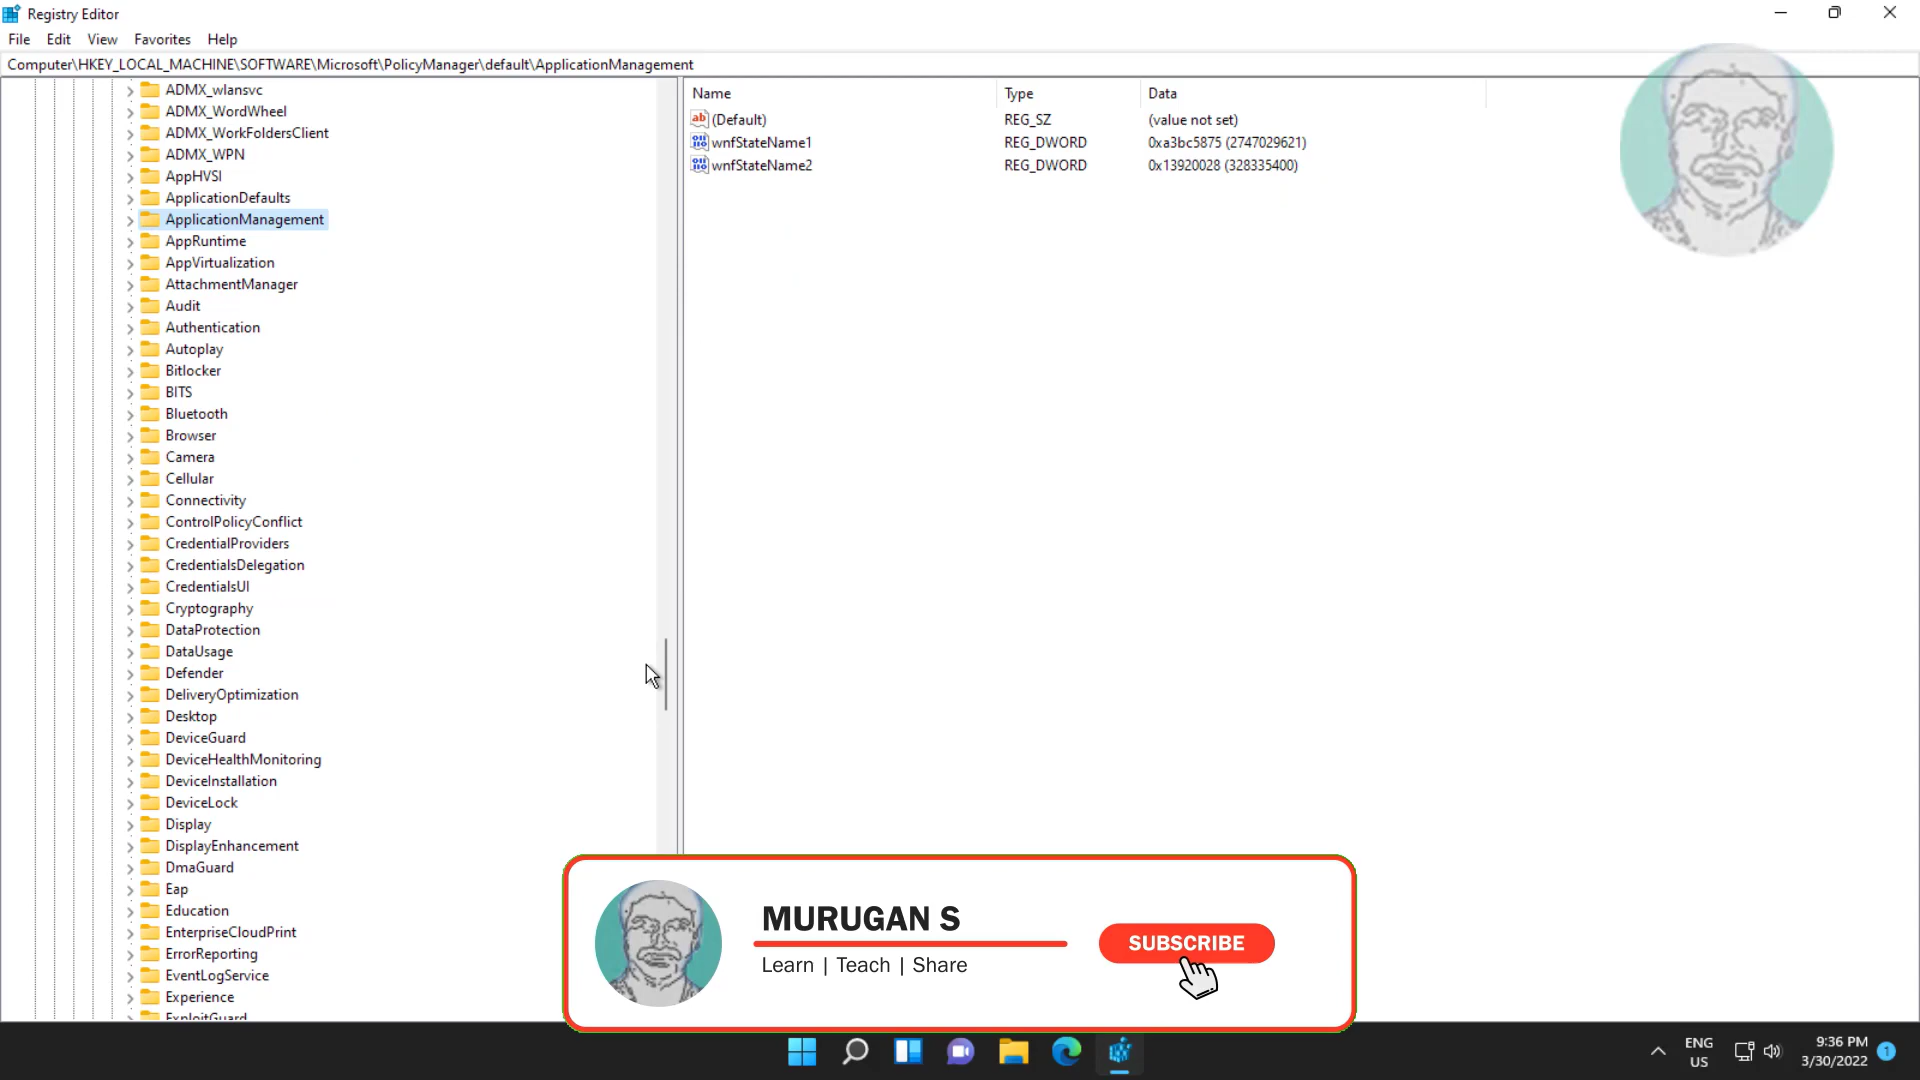 Registry Editor
File Edit View Favorites Help
Computer\HKEY_LOCAL_MACHINE\SOFTWARE\Microsoft\PolicyManager\default\ApplicationManagement
ADMX_wlansvc
ADMX_WordWheel
ADMX_WorkFoldersClient
ADMX_WPN
AppHVSI
ApplicationDefaults
ApplicationManagement
AppRuntime
AppVirtualization
AttachmentManager
Audit
Authentication
Autoplay
Bitlocker
BITS
Bluetooth
Browser
Camera
Cellular
Connectivity
ControlPolicyConflict
CredentialProviders
CredentialsDelegation
CredentialsUI
Cryptography
DataProtection
DataUsage
Defender
DeliveryOptimization
Desktop
DeviceGuard
DeviceHealthMonitoring
DeviceInstallation
DeviceLock
Display
DisplayEnhancement
DmaGuard
Eap
Education
EnterpriseCloudPrint
ErrorReporting
EventLogService
Experience
ExploitGuard
Name Type Data
(Default) REG_SZ (value not set)
wnfStateName1 REG_DWORD 0xa3bc5875 (2747029621)
wnfStateName2 REG_DWORD 0x13920028 (328335400)
MURUGAN S
Learn | Teach | Share
SUBSCRIBE
ENG
US
9:36 PM
3/30/2022
1